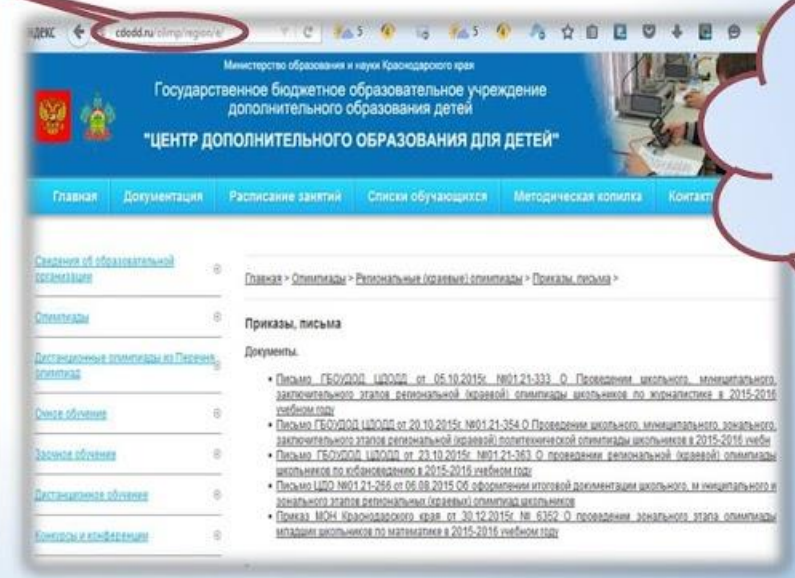 ндекс
cdodd.ru/olimp/region/e/
5
5
Министерство образования и науки Краснодарского края
Государственное бюджетное образовательное учреждение
дополнительного образования детей
"ЦЕНТР ДОПОЛНИТЕЛЬНОГО ОБРАЗОВАНИЯ ДЛЯ ДЕТЕЙ"
Главная Документация Расписание занятий Списки обучающихся Методическая копилка Контакт
Сведения об образовательной
организации
Олимпиады
Дистанционные олимпиады из Перечня
олимпиад
Очное обучение
Заочное обучение
Дистанционное обучение
Конкурсы и конференции
Главная > Олимпиады > Региональные (краевые) олимпиады > Приказы, письма >
Приказы, письма
Документы.
• Письмо ГБОУДОД ЦДОДД от 05.10.2015г. №01.21-333 О Проведении школьного, муниципального,
заключительного этапов региональной (краевой) олимпиады школьников по журналистике в 2015-2016
учебном году
• Письмо ГБОУДОД ЦДОДД от 20.10.2015г. №01.21-354 О Проведении школьного, муниципального, зонального,
заключительного этапов региональной (краевой) политехнической олимпиады школьников в 2015-2016 учебн
• Письмо ГБОУДОД ЦДОДД от 23.10.2015г. №01.21-363 О проведении региональной (краевой) олимпиады
школьников по кубановедению в 2015-2016 учебном году
• Письмо ЦДО №01.21-266 от 06.08.2015 Об оформлении итоговой документации школьного, м униципального и
зонального этапов региональных (краевых) олимпиад школьников
• Приказ МОН Краснодарского края от 30.12.2015г. № 6352 О проведении зонального этапа олимпиады
младших школьников по математике в 2015-2016 учебном году